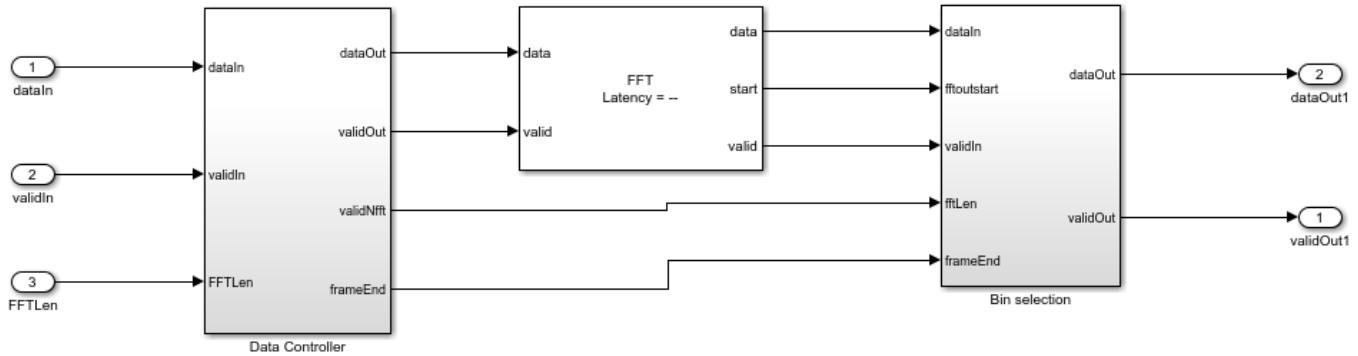 1
dataIn
2
validIn
3
FFTLen
dataIn
validIn
FFTLen
dataOut
validOut
validNfft
frameEnd
Data Controller
data
valid
FFT
Latency = --
data
start
valid
dataIn
fftoutstart
validIn
fftLen
frameEnd
dataOut
validOut
Bin selection
2
dataOut1
1
validOut1